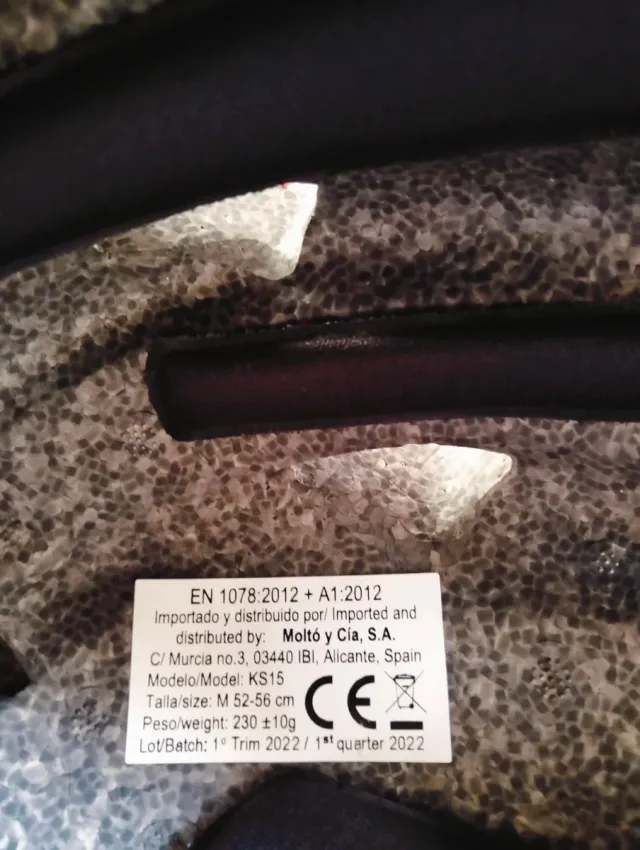 EN 1078:2012 + A1:2012
Importado y distribuido por/ Imported and
distributed by: Moltó y Cía, S.A.
C/ Murcia no.3, 03440 IBI, Alicante, Spain
Modelo/Model: KS15
Talla/size: M 52-56 cm
Peso/weight: 230 ±10g
CE
Lot/Batch: 1º Trim 2022 / 1st quarter 2022